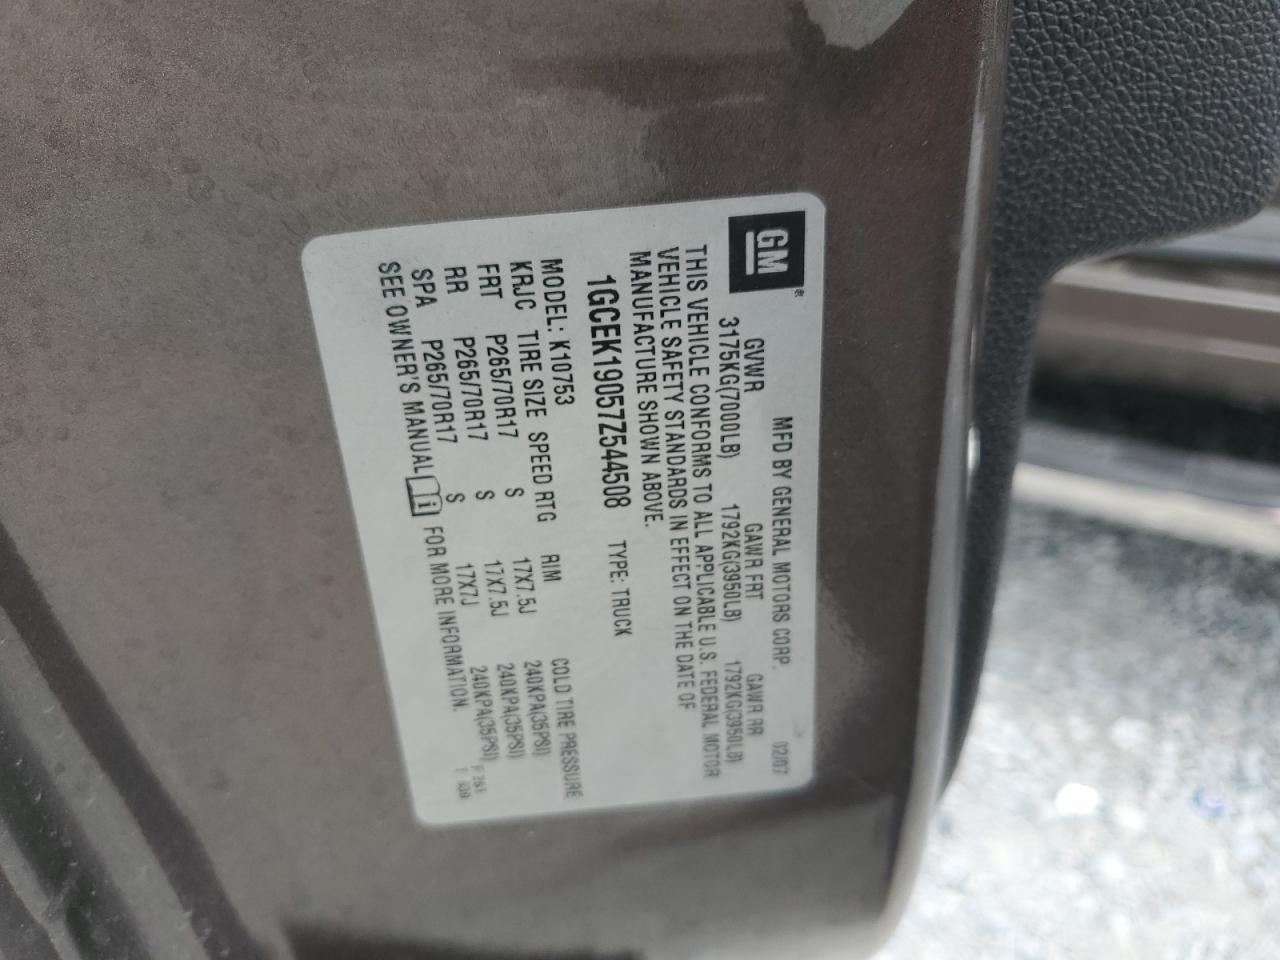 GM
MFD BY GENERAL MOTORS CORP. 02/07
GVWR GAWR FRT GAWR RR
3175KG(7000LB) 1792KG(3950LB) 1792KG(3950LB)
THIS VEHICLE CONFORMS TO ALL APPLICABLE U.S. FEDERAL MOTOR
VEHICLE SAFETY STANDARDS IN EFFECT ON THE DATE OF
MANUFACTURE SHOWN ABOVE.
1GCEK19057Z544508 TYPE: TRUCK
MODEL: K10753
KRJC TIRE SIZE SPEED RTG RIM COLD TIRE PRESSURE
FRT P265/70R17 S 17X7.5J 240KPA(35PSI)
RR P265/70R17 S 17X7.5J 240KPA(35PSI)
SPA P265/70R17 S 17X7J 240KPA(35PSI)
SEE OWNER'S MANUAL i FOR MORE INFORMATION.